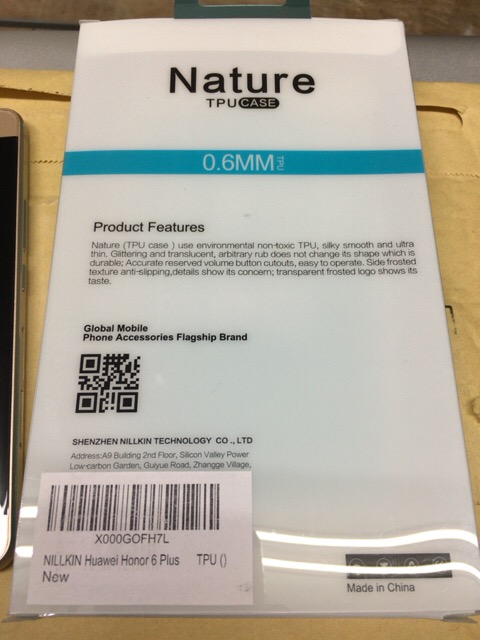 Nature
TPU CASE
0.6MM TPU
Product Features
Nature (TPU case ) use environmental non-toxic TPU, silky smooth and ultra
thin. Glittering and translucent, arbitrary rub does not change its shape which is
durable; Accurate reserved volume button cutouts, easy to operate. Side frosted
texture anti-slipping,details show its concern; transparent frosted logo shows its
taste.
Global Mobile
Phone Accessories Flagship Brand
SHENZHEN NILLKIN TECHNOLOGY CO., LTD
Address:A9 Building 2nd Floor, Silicon Valley Power
Low-carbon Garden, Guiyue Road, Zhangge Village,
X000GOFH7L
NILLKIN Huawei Honor 6 Plus TPU ()
New
Made in China